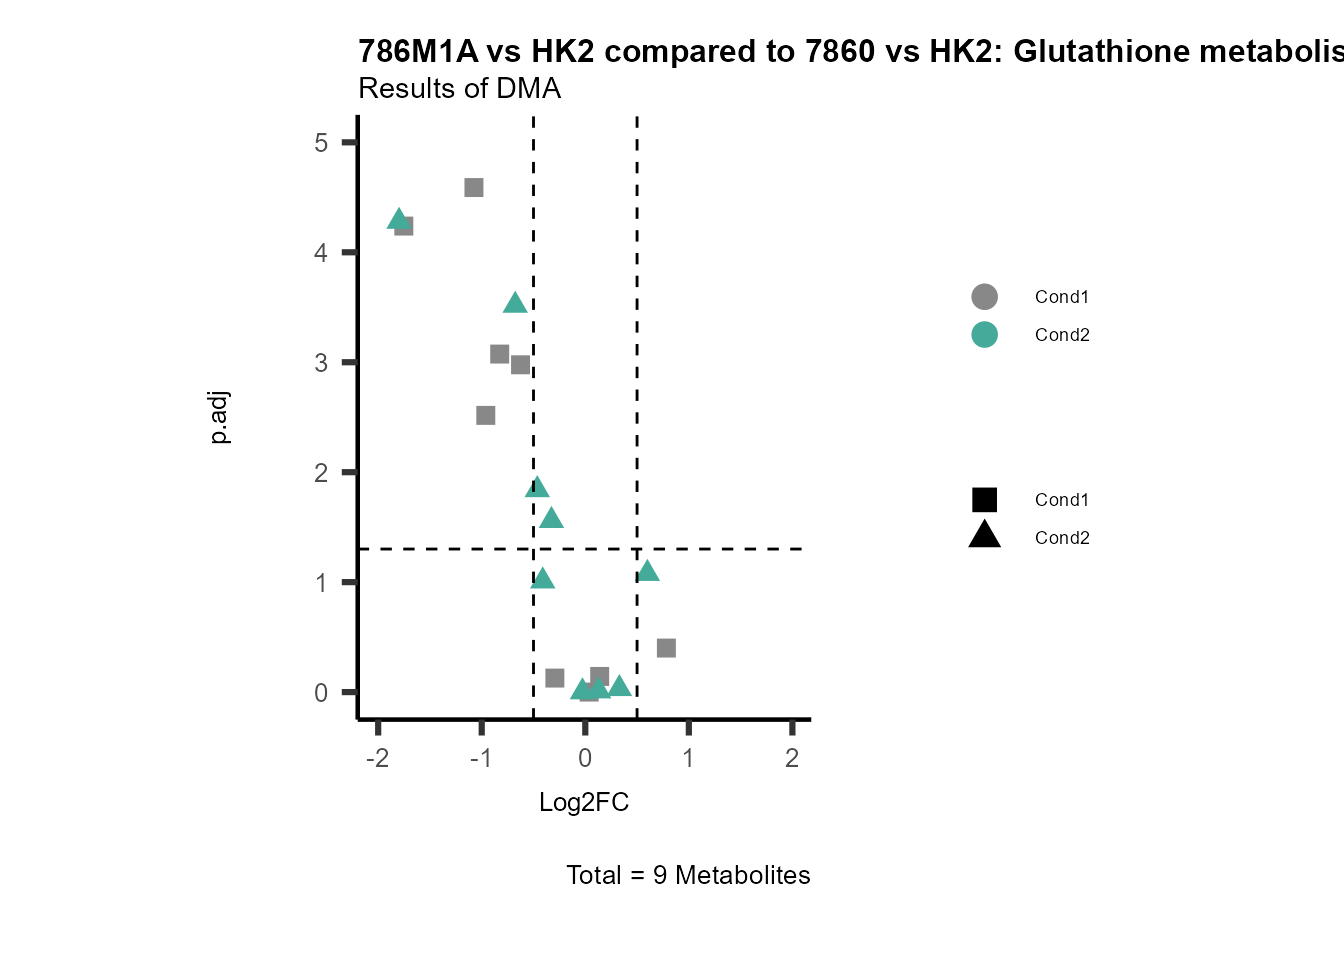 786M1A vs HK2 compared to 7860 vs HK2: Glutathione metabolis
Results of DMA
5
4
3
2
1
0
p.adj
-2 -1 0 1 2
Log2FC
Total = 9 Metabolites
Cond1
Cond2
Cond1
Cond2